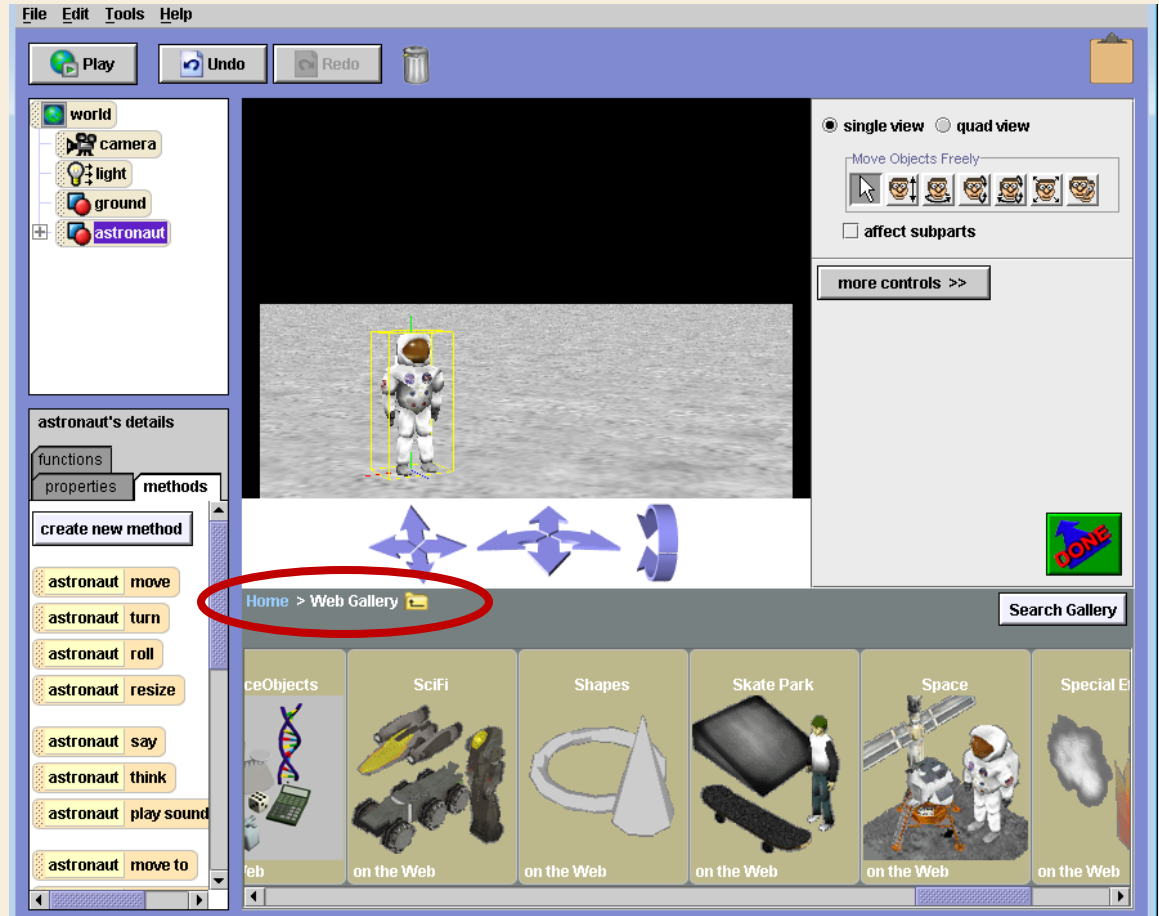 File Edit Tools Help
Play Undo Redo
world
camera
light
ground
astronaut
single view quad view
Move Objects Freely
affect subparts
more controls >>
astronaut's details
functions
properties methods
create new method
astronaut move
astronaut turn
astronaut roll
astronaut resize
astronaut say
astronaut think
astronaut play sound
astronaut move to
DONE
Home > Web Gallery
Search Gallery
ceObjects SciFi Shapes Skate Park Space Special E
eb on the Web on the Web on the Web on the Web on the Web